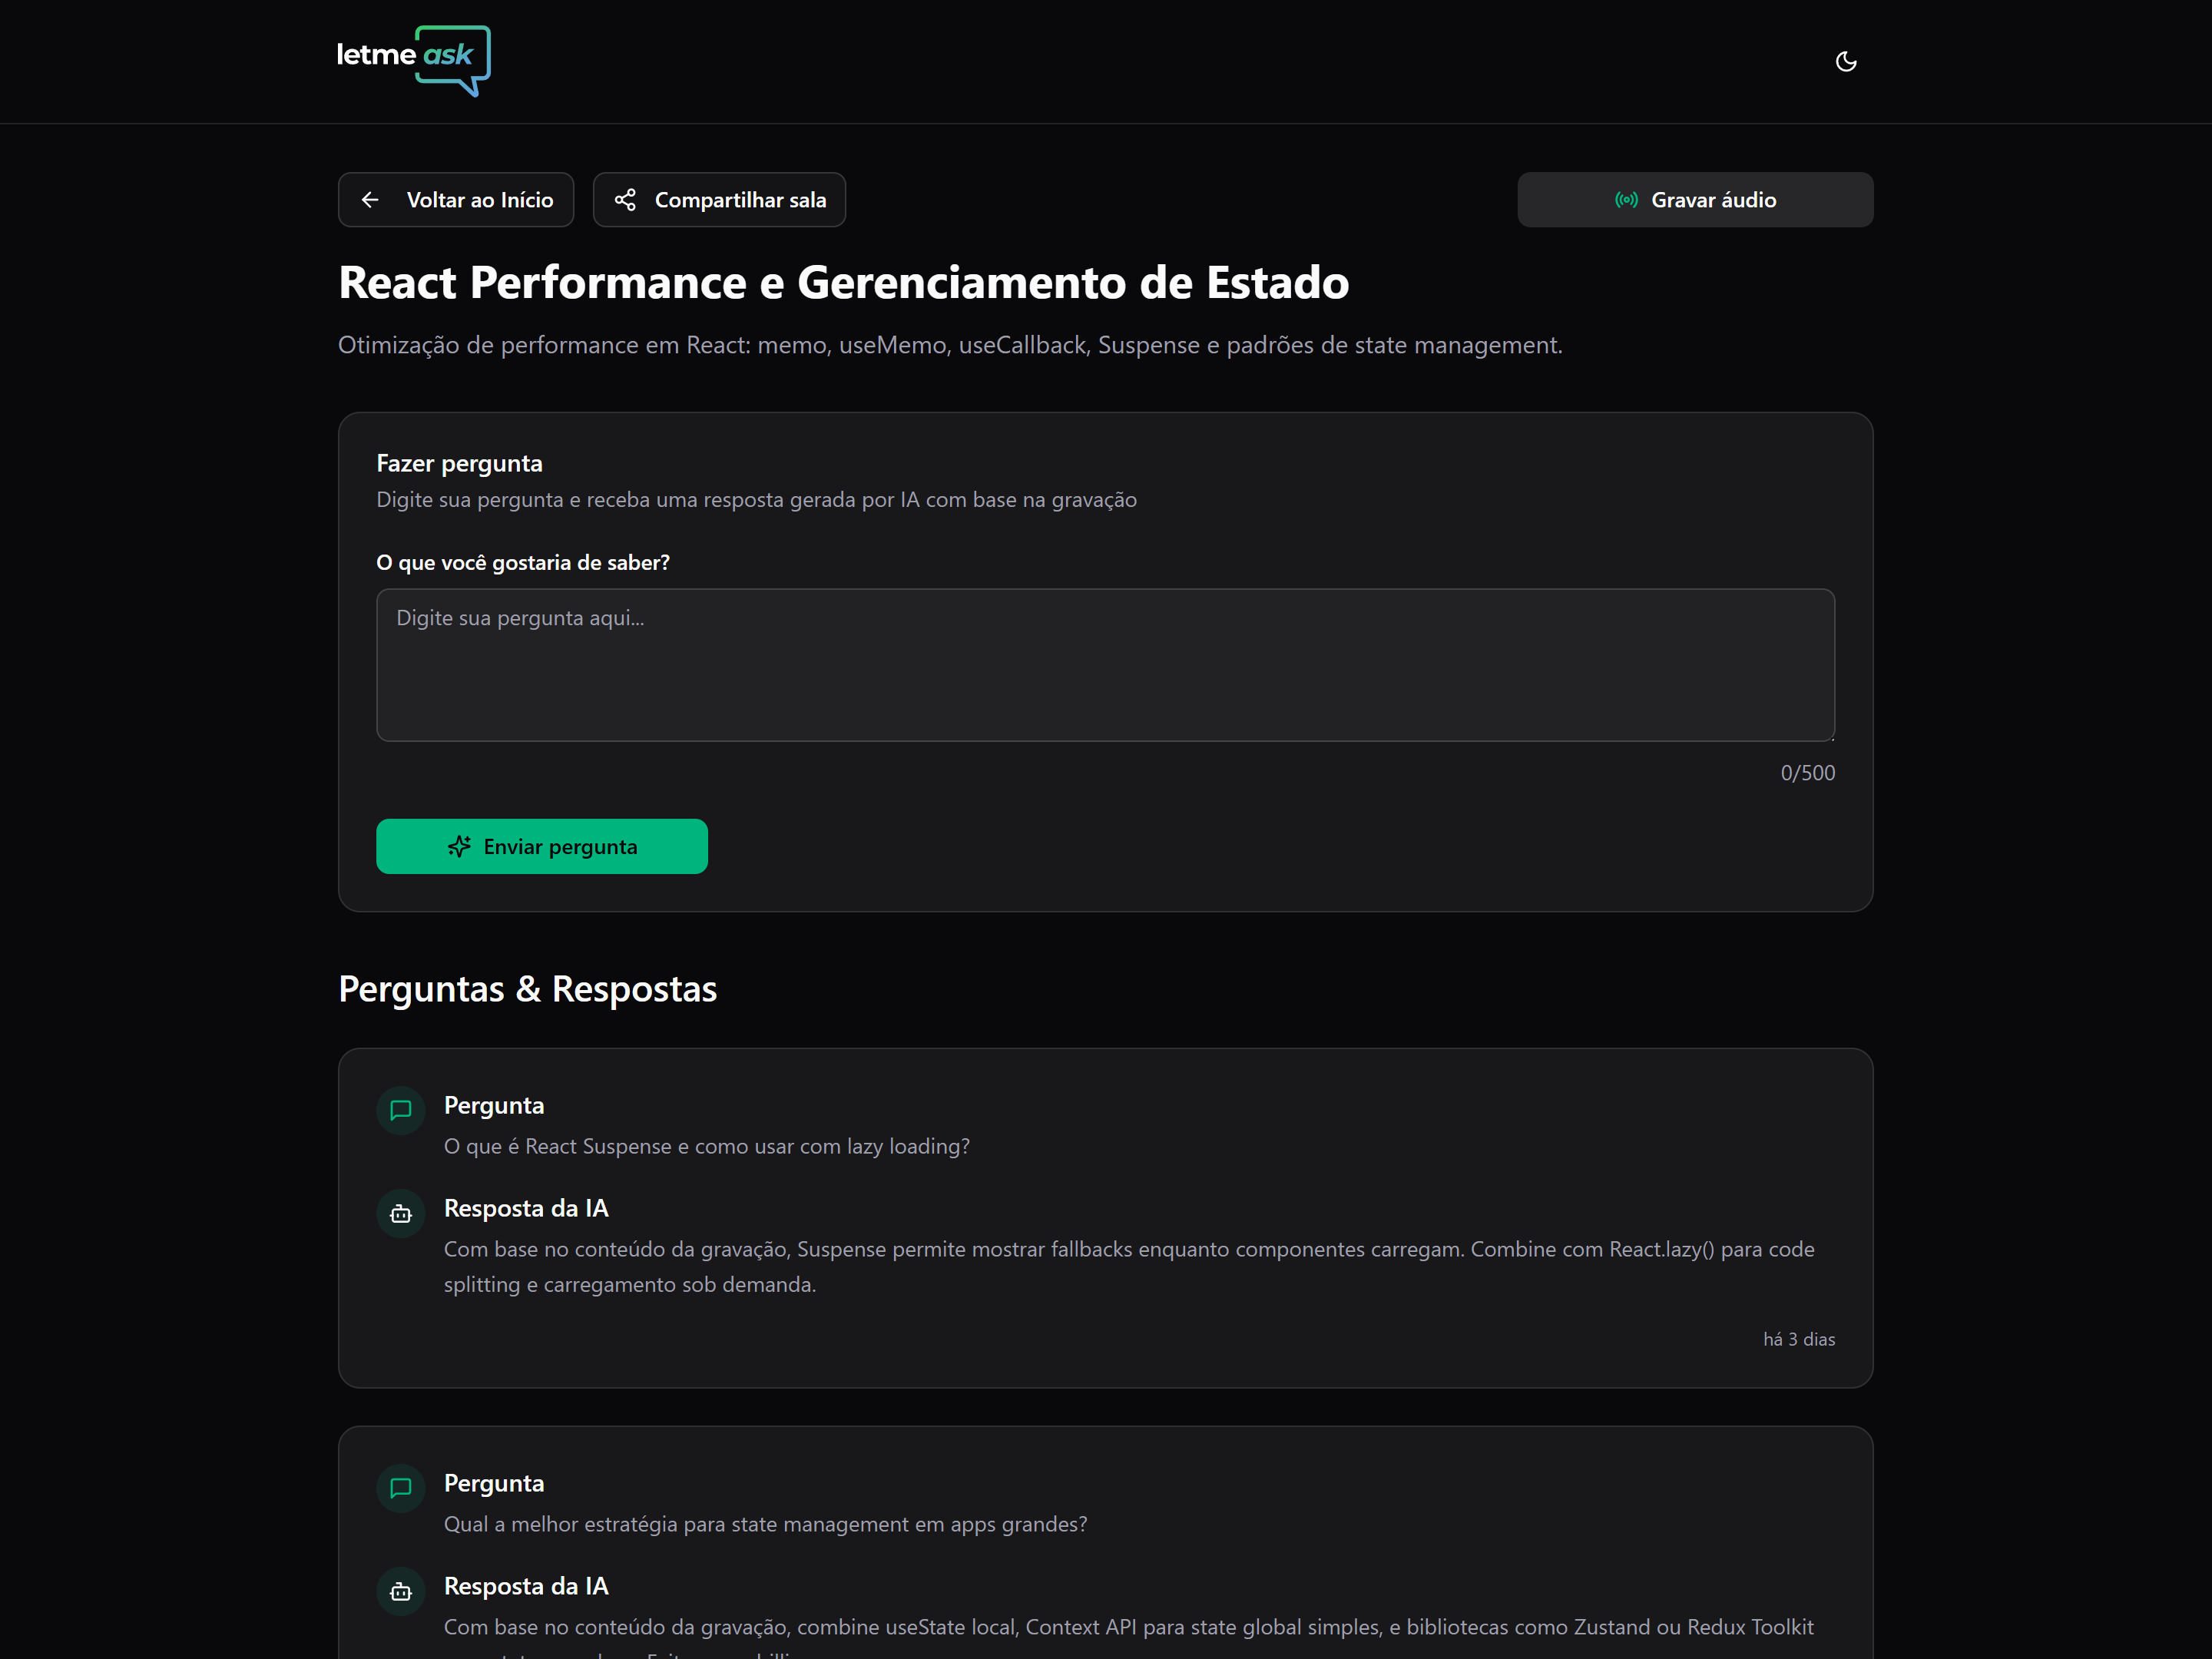 letme ask
Voltar ao Início
Compartilhar sala
Gravar áudio
React Performance e Gerenciamento de Estado
Otimização de performance em React: memo, useMemo, useCallback, Suspense e padrões de state management.
Fazer pergunta
Digite sua pergunta e receba uma resposta gerada por IA com base na gravação
O que você gostaria de saber?
Digite sua pergunta aqui...
0/500
Enviar pergunta
Perguntas & Respostas
Pergunta
O que é React Suspense e como usar com lazy loading?
Resposta da IA
Com base no conteúdo da gravação, Suspense permite mostrar fallbacks enquanto componentes carregam. Combine com React.lazy() para code
splitting e carregamento sob demanda.
há 3 dias
Pergunta
Qual a melhor estratégia para state management em apps grandes?
Resposta da IA
Com base no conteúdo da gravação, combine useState local, Context API para state global simples, e bibliotecas como Zustand ou Redux Toolkit